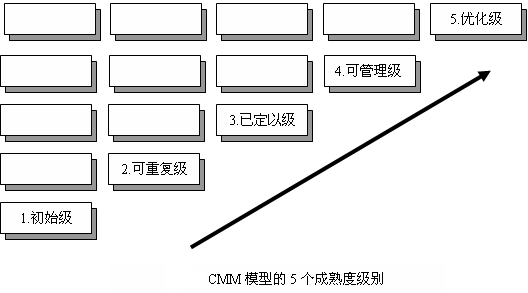 5.优化级
4.可管理级
3.已定以级
2.可重复级
1.初始级
CMM 模型的 5 个成熟度级别